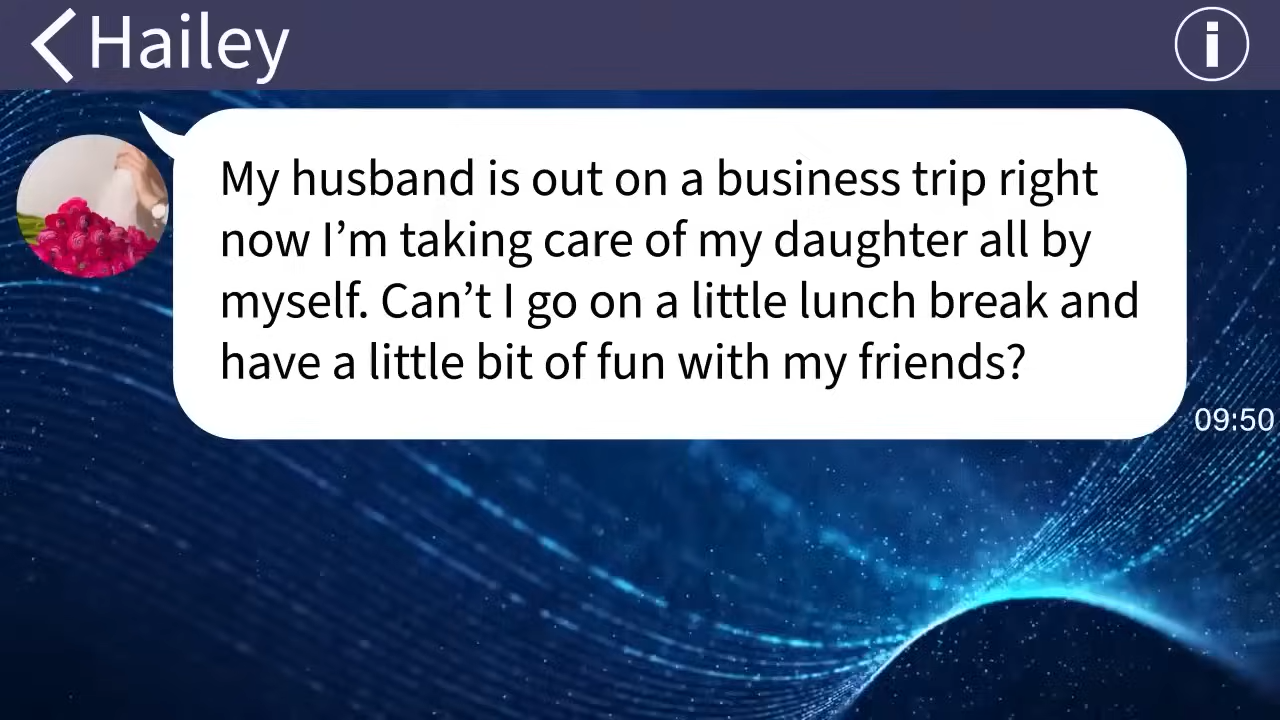 Hailey
My husband is out on a business trip right
now I’m taking care of my daughter all by
myself. Can’t I go on a little lunch break and
have a little bit of fun with my friends?
09:50